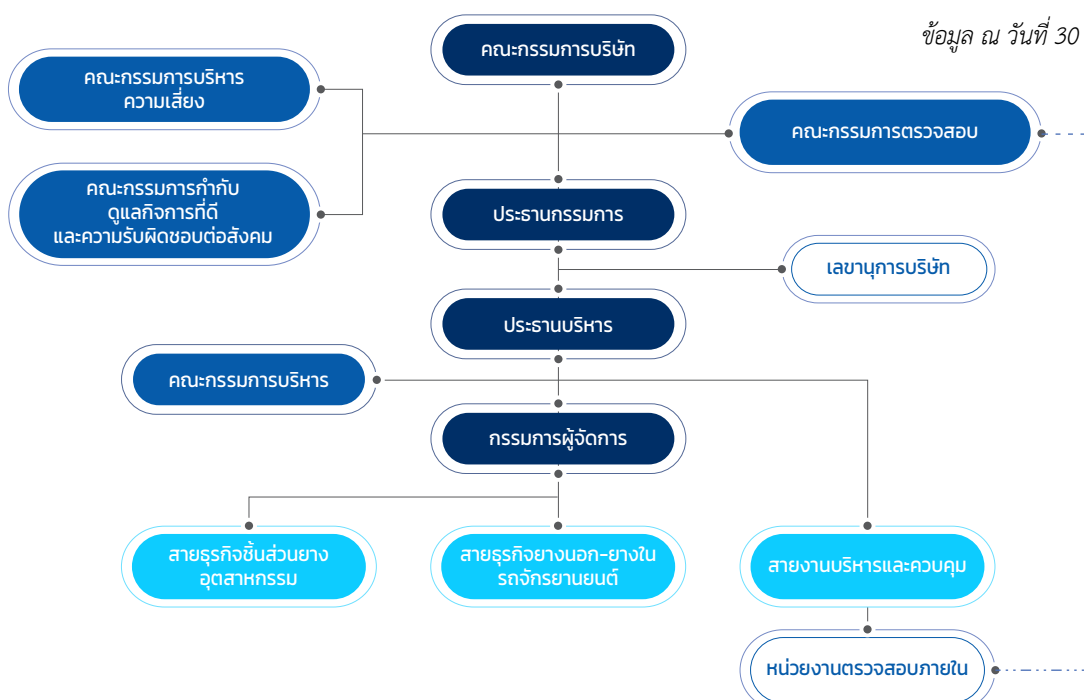 คณะกรรมการบริษัท
ข้อมูล ณ วันที่ 30
คณะกรรมการบริหาร
ความเสี่ยง
คณะกรรมการตรวจสอบ
คณะกรรมการกำกับ
ดูแลกิจการที่ดี
และความรับผิดชอบต่อสังคม
ประธานกรรมการ
เลขานุการบริษัท
ประธานบริหาร
คณะกรรมการบริหาร
กรรมการผู้จัดการ
สายธุรกิจชิ้นส่วนยาง
อุตสาหกรรม
สายธุรกิจยางนอก-ยางใน
รถจักรยานยนต์
สายงานบริหารและควบคุม
หน่วยงานตรวจสอบภายใน